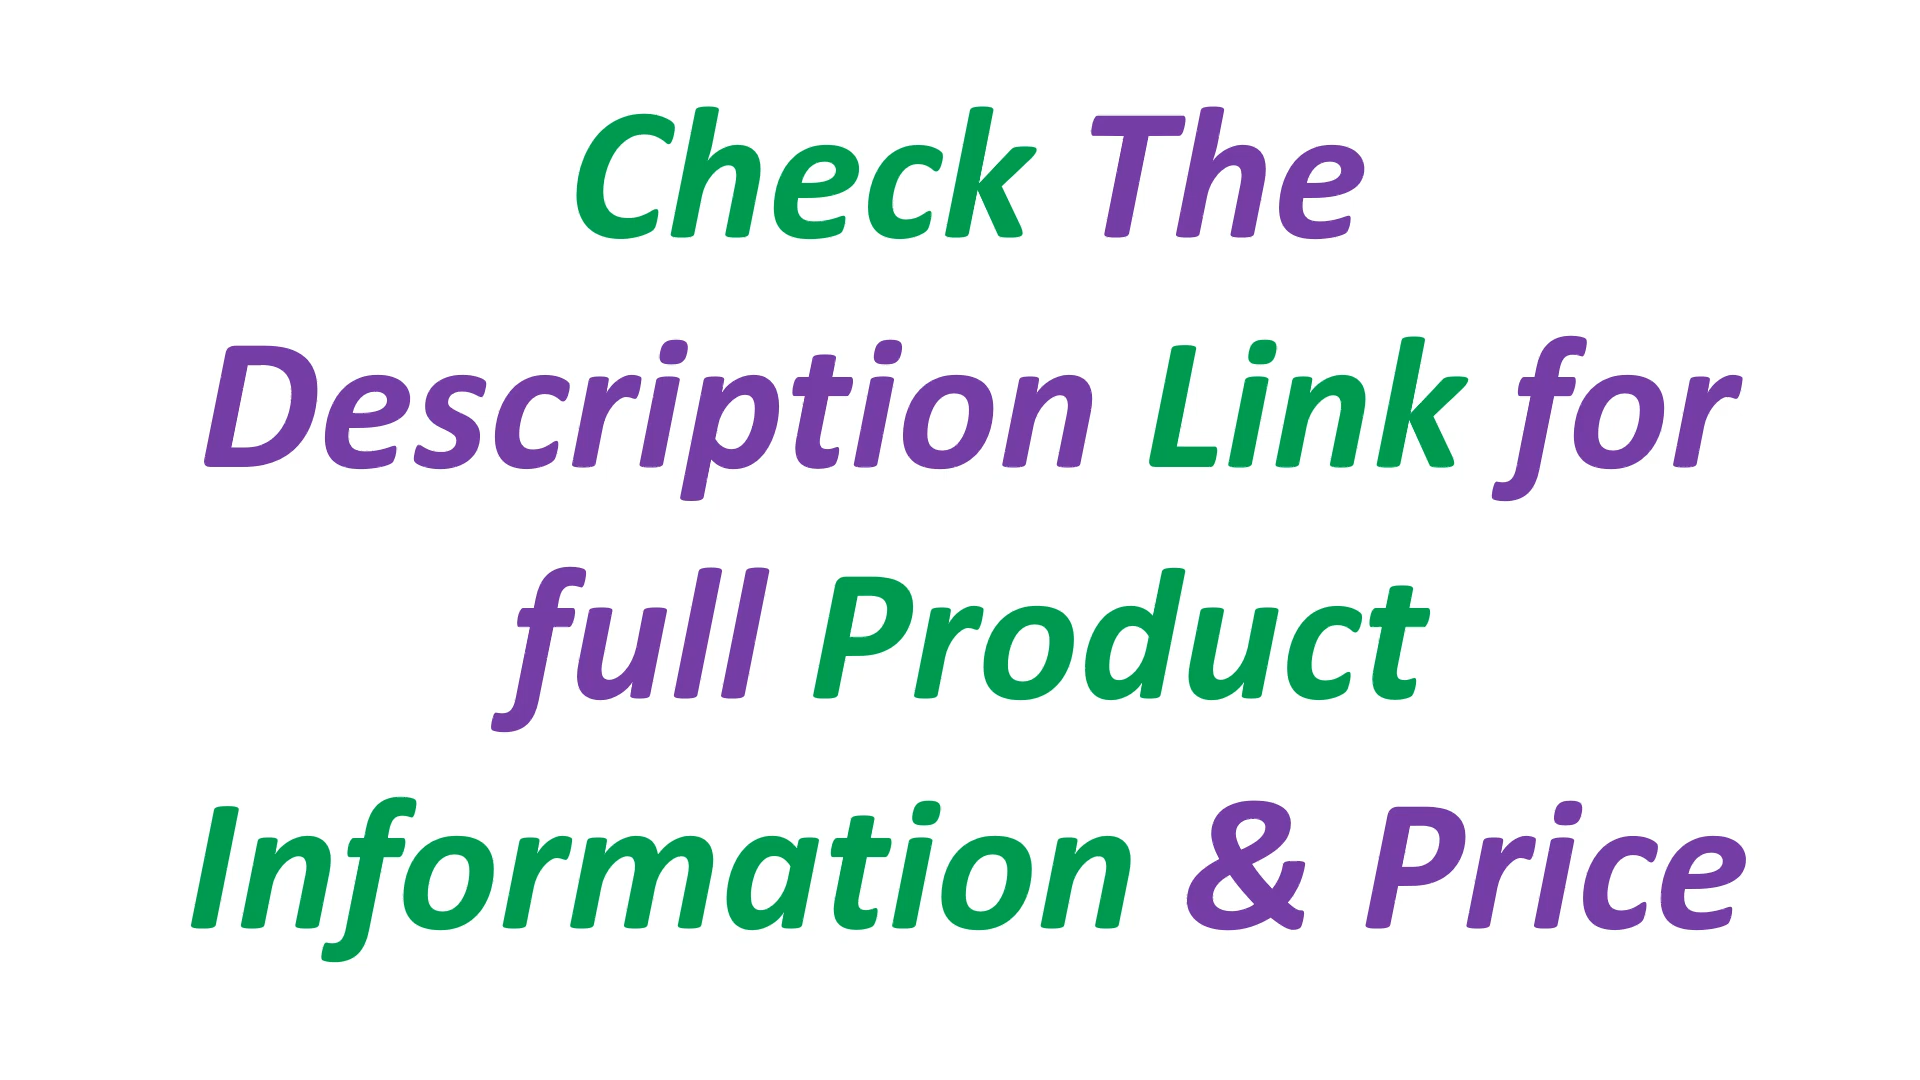 Check The
Description Link for
full Product
Information & Price